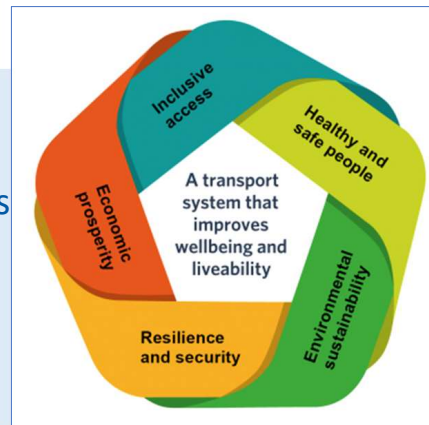 Inclusive
access
Healthy and
safe people
A transport
system that
improves
wellbeing and
liveability
Economic
prosperity
s
Resilience
and security
Environmental
sustainability